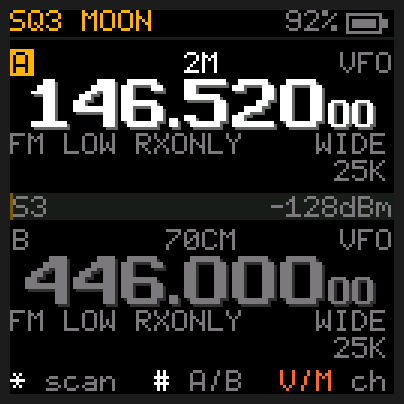 SQ3 MOON 92%
A 2M VFO
146.52000
FM LOW RXONLY WIDE
25K
S3 -128dBm
B 70CM VFO
446.00000
FM LOW RXONLY WIDE
25K
* scan # A/B V/M ch